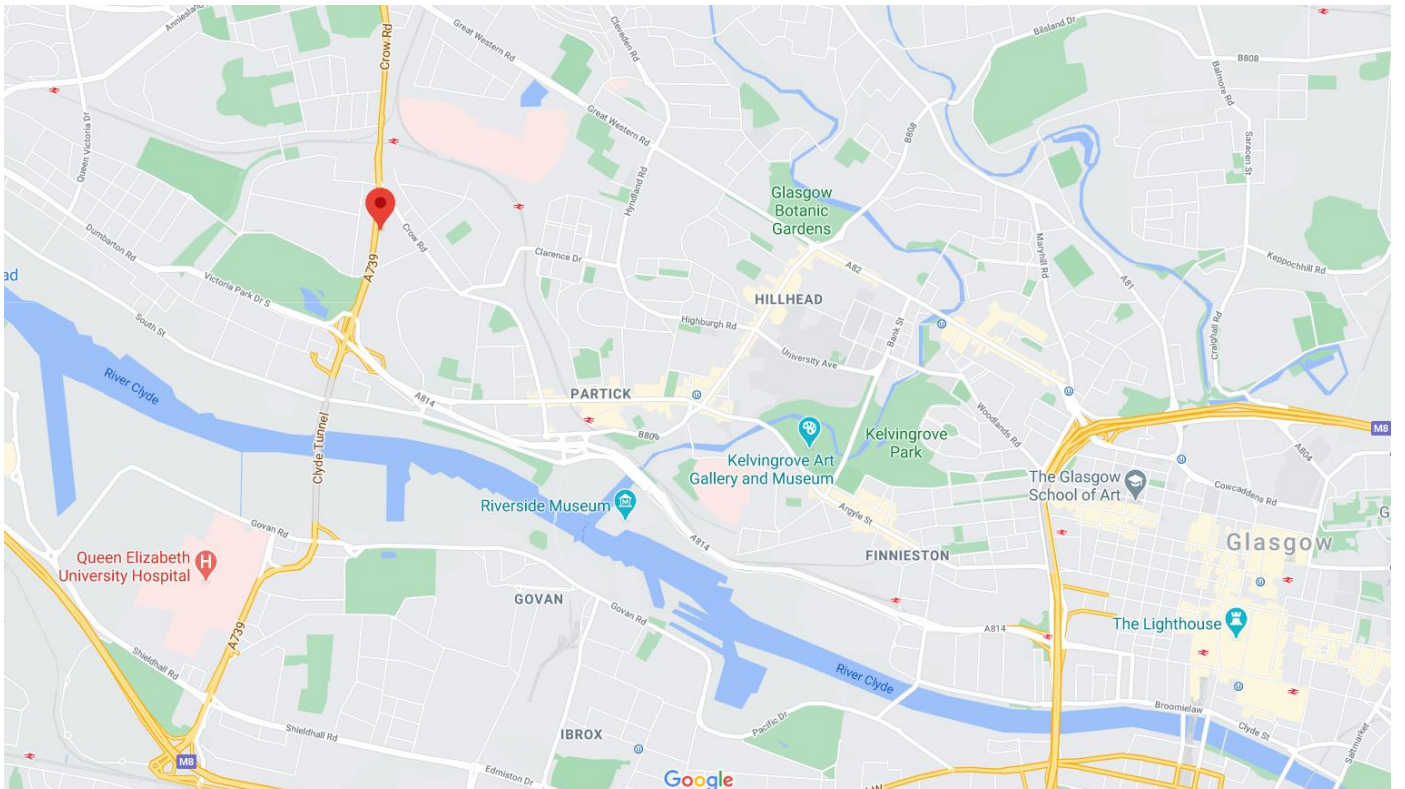 Anniesland
Crow Rd
Great Western Rd
Cleveden Rd
Bilsland Dr
B808
Balmore Rd
Queen Victoria Dr
Great Western Rd
B808
Saracen St
Hyndland Rd
Glasgow
Botanic
Gardens
Dumbarton Rd
Crow Rd
Clarence Dr
Maryhill Rd
Keppochhill Rd
ad
A739
A82
A81
Victoria Park Dr S
HILLHEAD
South St
Highburgh Rd
Bank St
Craighall Rd
University Ave
River Clyde
A814
PARTICK
Woodlands Rd
Clyde Tunnel
B809
Kelvingrove
Park
M8
A804
Kelvingrove Art
Gallery and Museum
The Glasgow
School of Art
Cowcaddens Rd
Riverside Museum
Argyle St
G
Govan Rd
A814
Glasgow
Queen Elizabeth
University Hospital
H
FINNIESTON
GOVAN
Govan Rd
A814
The Lighthouse
A739
Shieldhall Rd
River Clyde
Broomielaw
Clyde St
Saltmarket
Pacific Dr
Shieldhall Rd
IBROX
M8
Edmiston Dr
Google
W